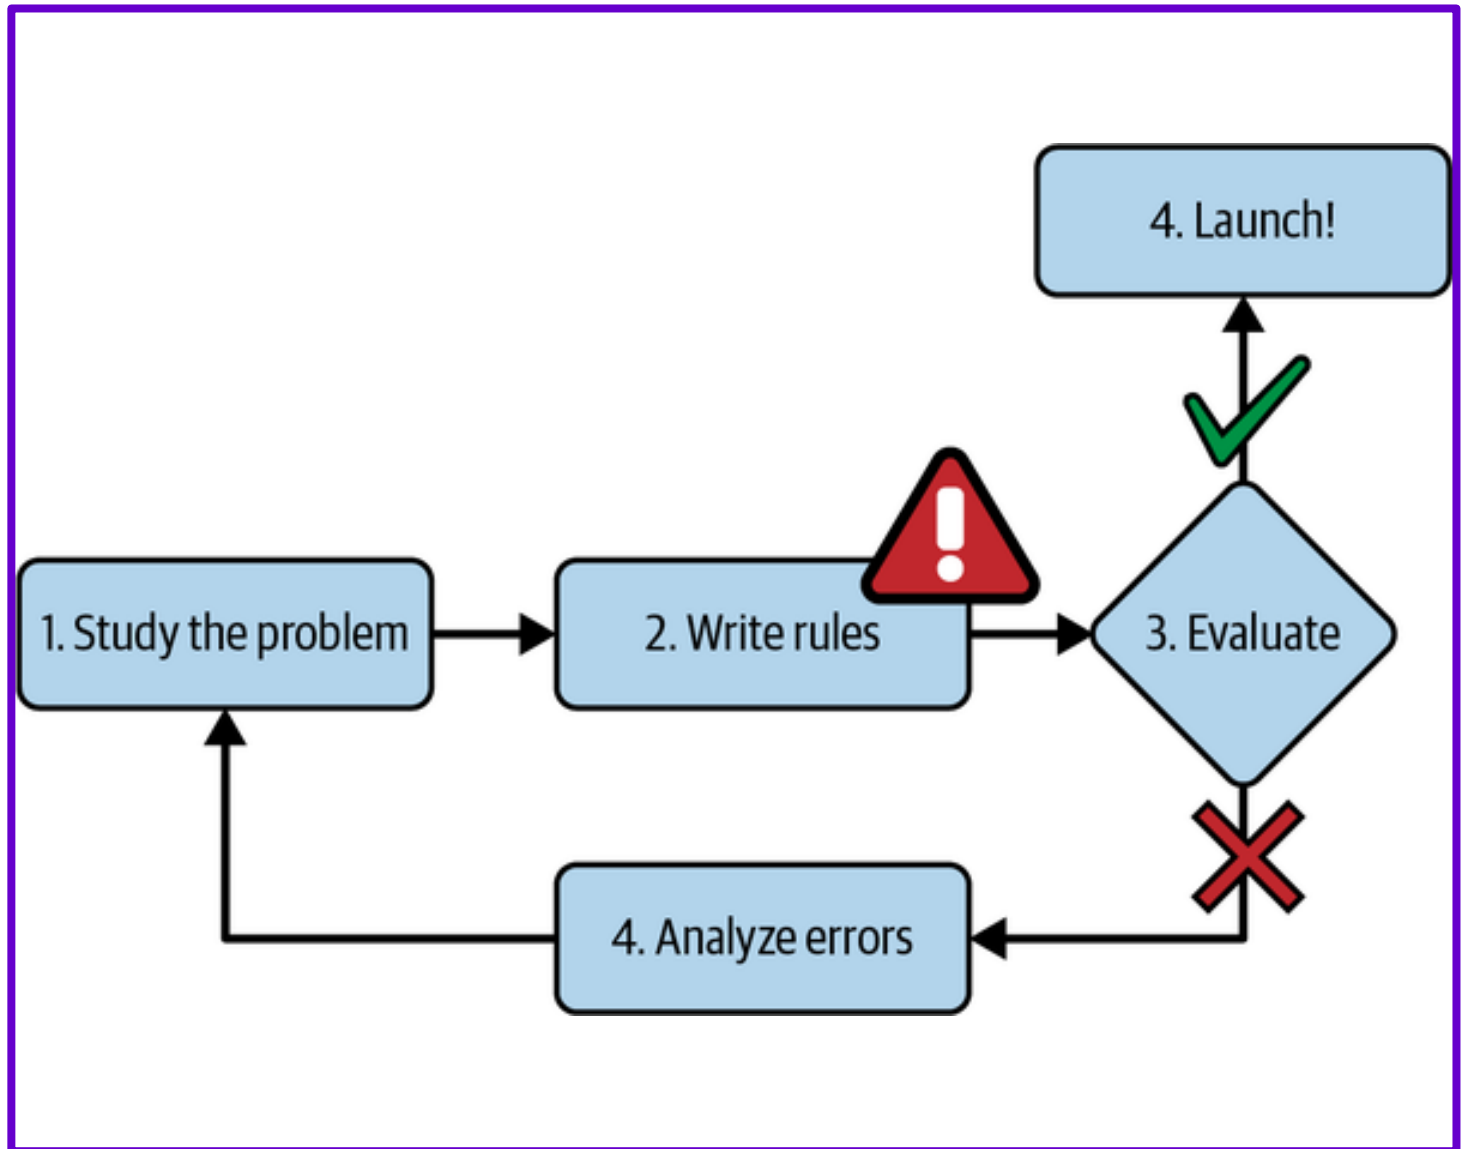 4. Launch!
1. Study the problem
2. Write rules
3. Evaluate
4. Analyze errors